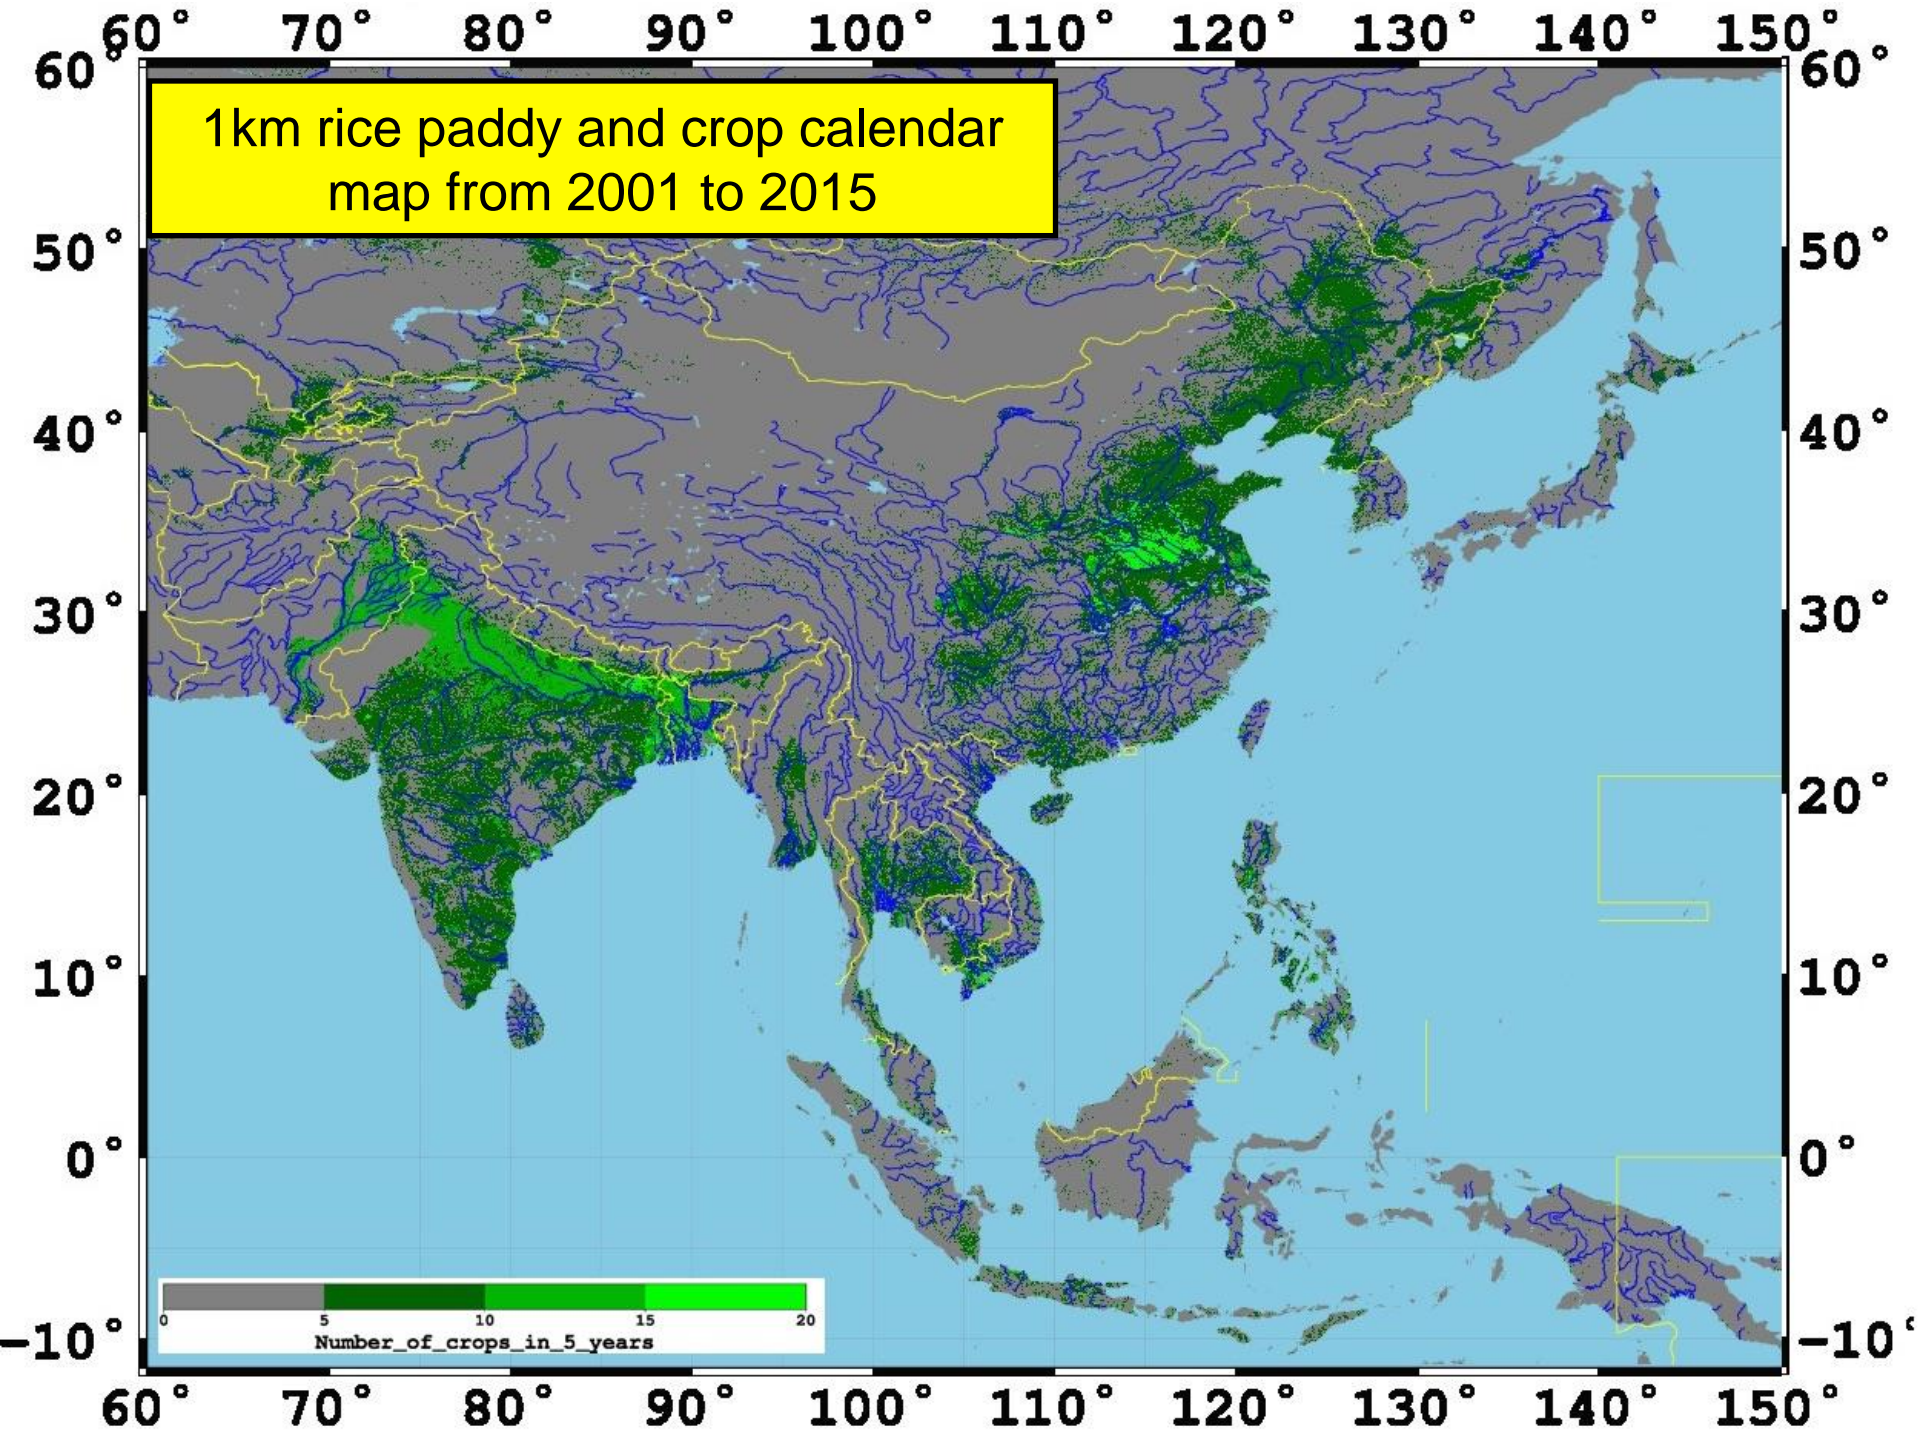 60° 70° 80° 90° 100° 110° 120° 130° 140° 150°
60° 60°
1km rice paddy and crop calendar
map from 2001 to 2015
50° 50°
40° 40°
30° 30°
20° 20°
10° 10°
0° 0°
0 5 10 15 20
Number_of_crops_in_5_years
-10° -10°
60° 70° 80° 90° 100° 110° 120° 130° 140° 150°